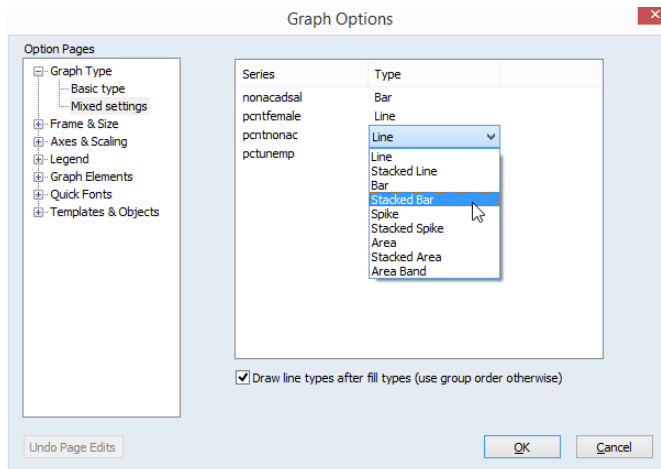 Graph Options
Option Pages
Graph Type
Basic type
Mixed settings
Frame & Size
Axes & Scaling
Legend
Graph Elements
Quick Fonts
Templates & Objects
Series Type
nonacadsal Bar
pcntfemale Line
pcntnonac Line
pctunemp
Line
Stacked Line
Bar
Stacked Bar
Spike
Stacked Spike
Area
Stacked Area
Area Band
Draw line types after fill types (use group order otherwise)
Undo Page Edits
OK
Cancel